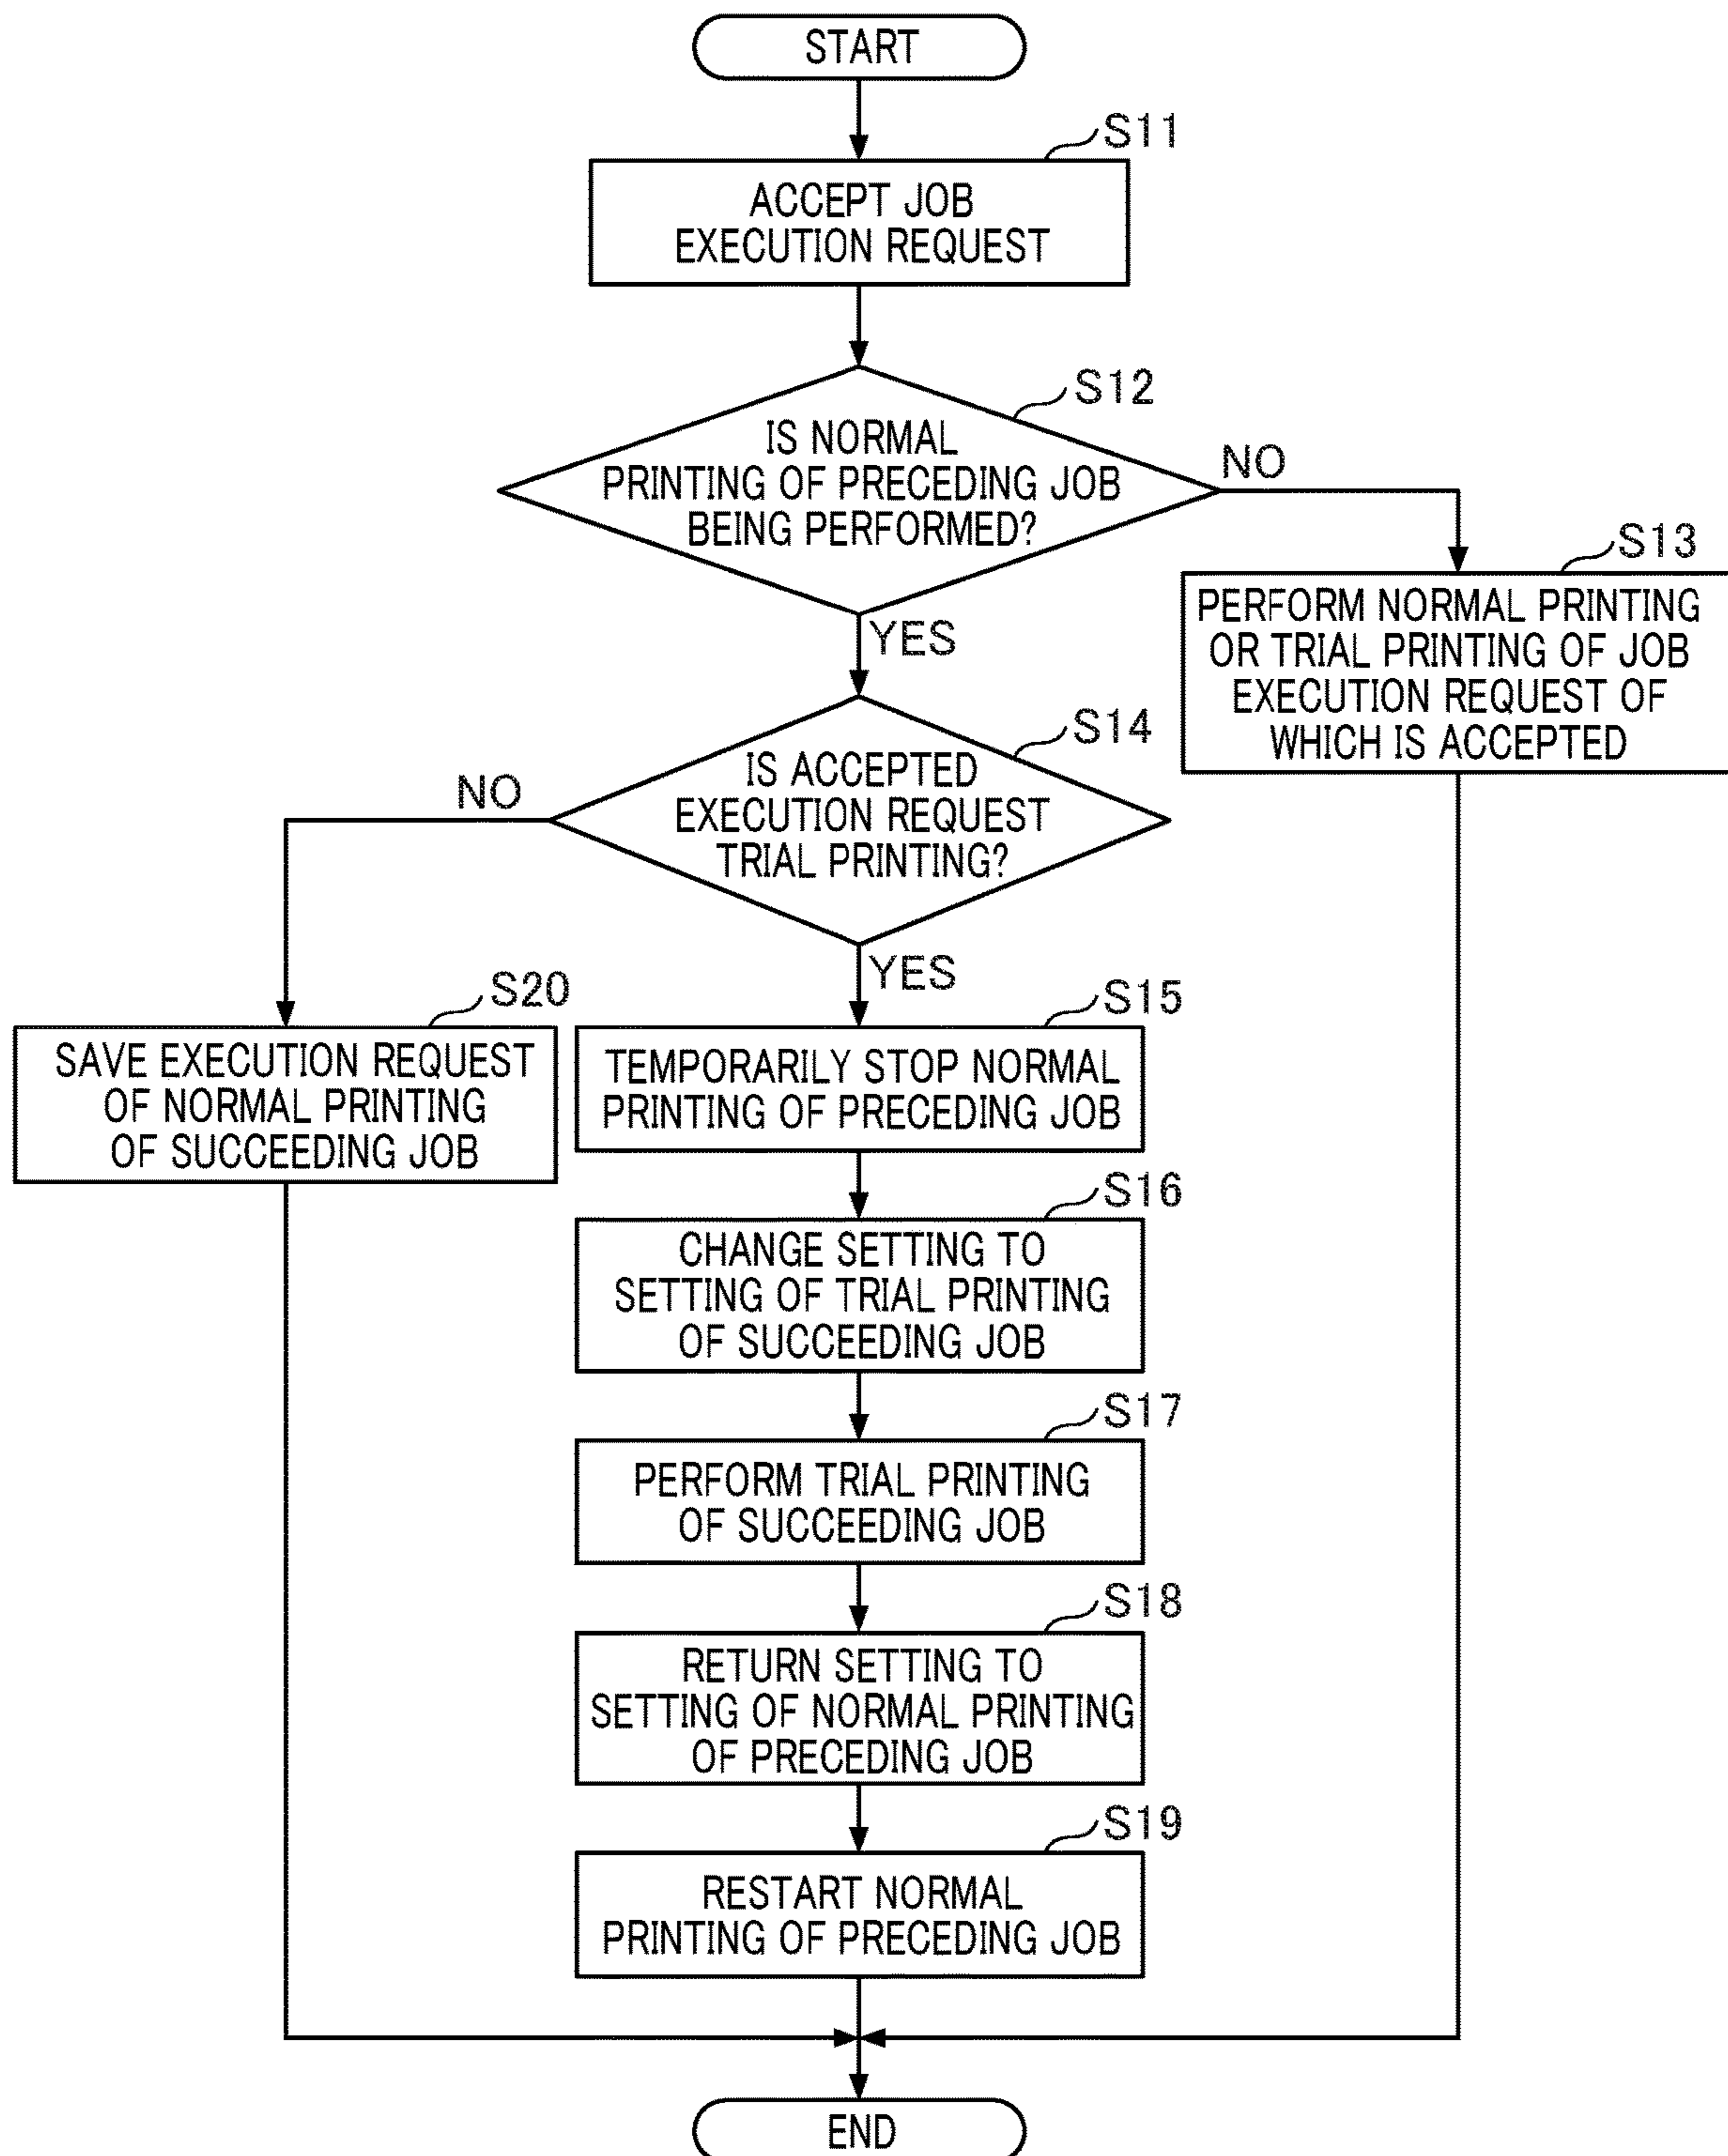 START
S11
ACCEPT JOB
EXECUTION REQUEST
S12
IS NORMAL
PRINTING OF PRECEDING JOB
BEING PERFORMED?
NO
S13
PERFORM NORMAL PRINTING
OR TRIAL PRINTING OF JOB
EXECUTION REQUEST OF
WHICH IS ACCEPTED
YES
S14
IS ACCEPTED
EXECUTION REQUEST
TRIAL PRINTING?
NO
YES
S20
SAVE EXECUTION REQUEST
OF NORMAL PRINTING
OF SUCCEEDING JOB
S15
TEMPORARILY STOP NORMAL
PRINTING OF PRECEDING JOB
S16
CHANGE SETTING TO
SETTING OF TRIAL PRINTING
OF SUCCEEDING JOB
S17
PERFORM TRIAL PRINTING
OF SUCCEEDING JOB
S18
RETURN SETTING TO
SETTING OF NORMAL PRINTING
OF PRECEDING JOB
S19
RESTART NORMAL
PRINTING OF PRECEDING JOB
END